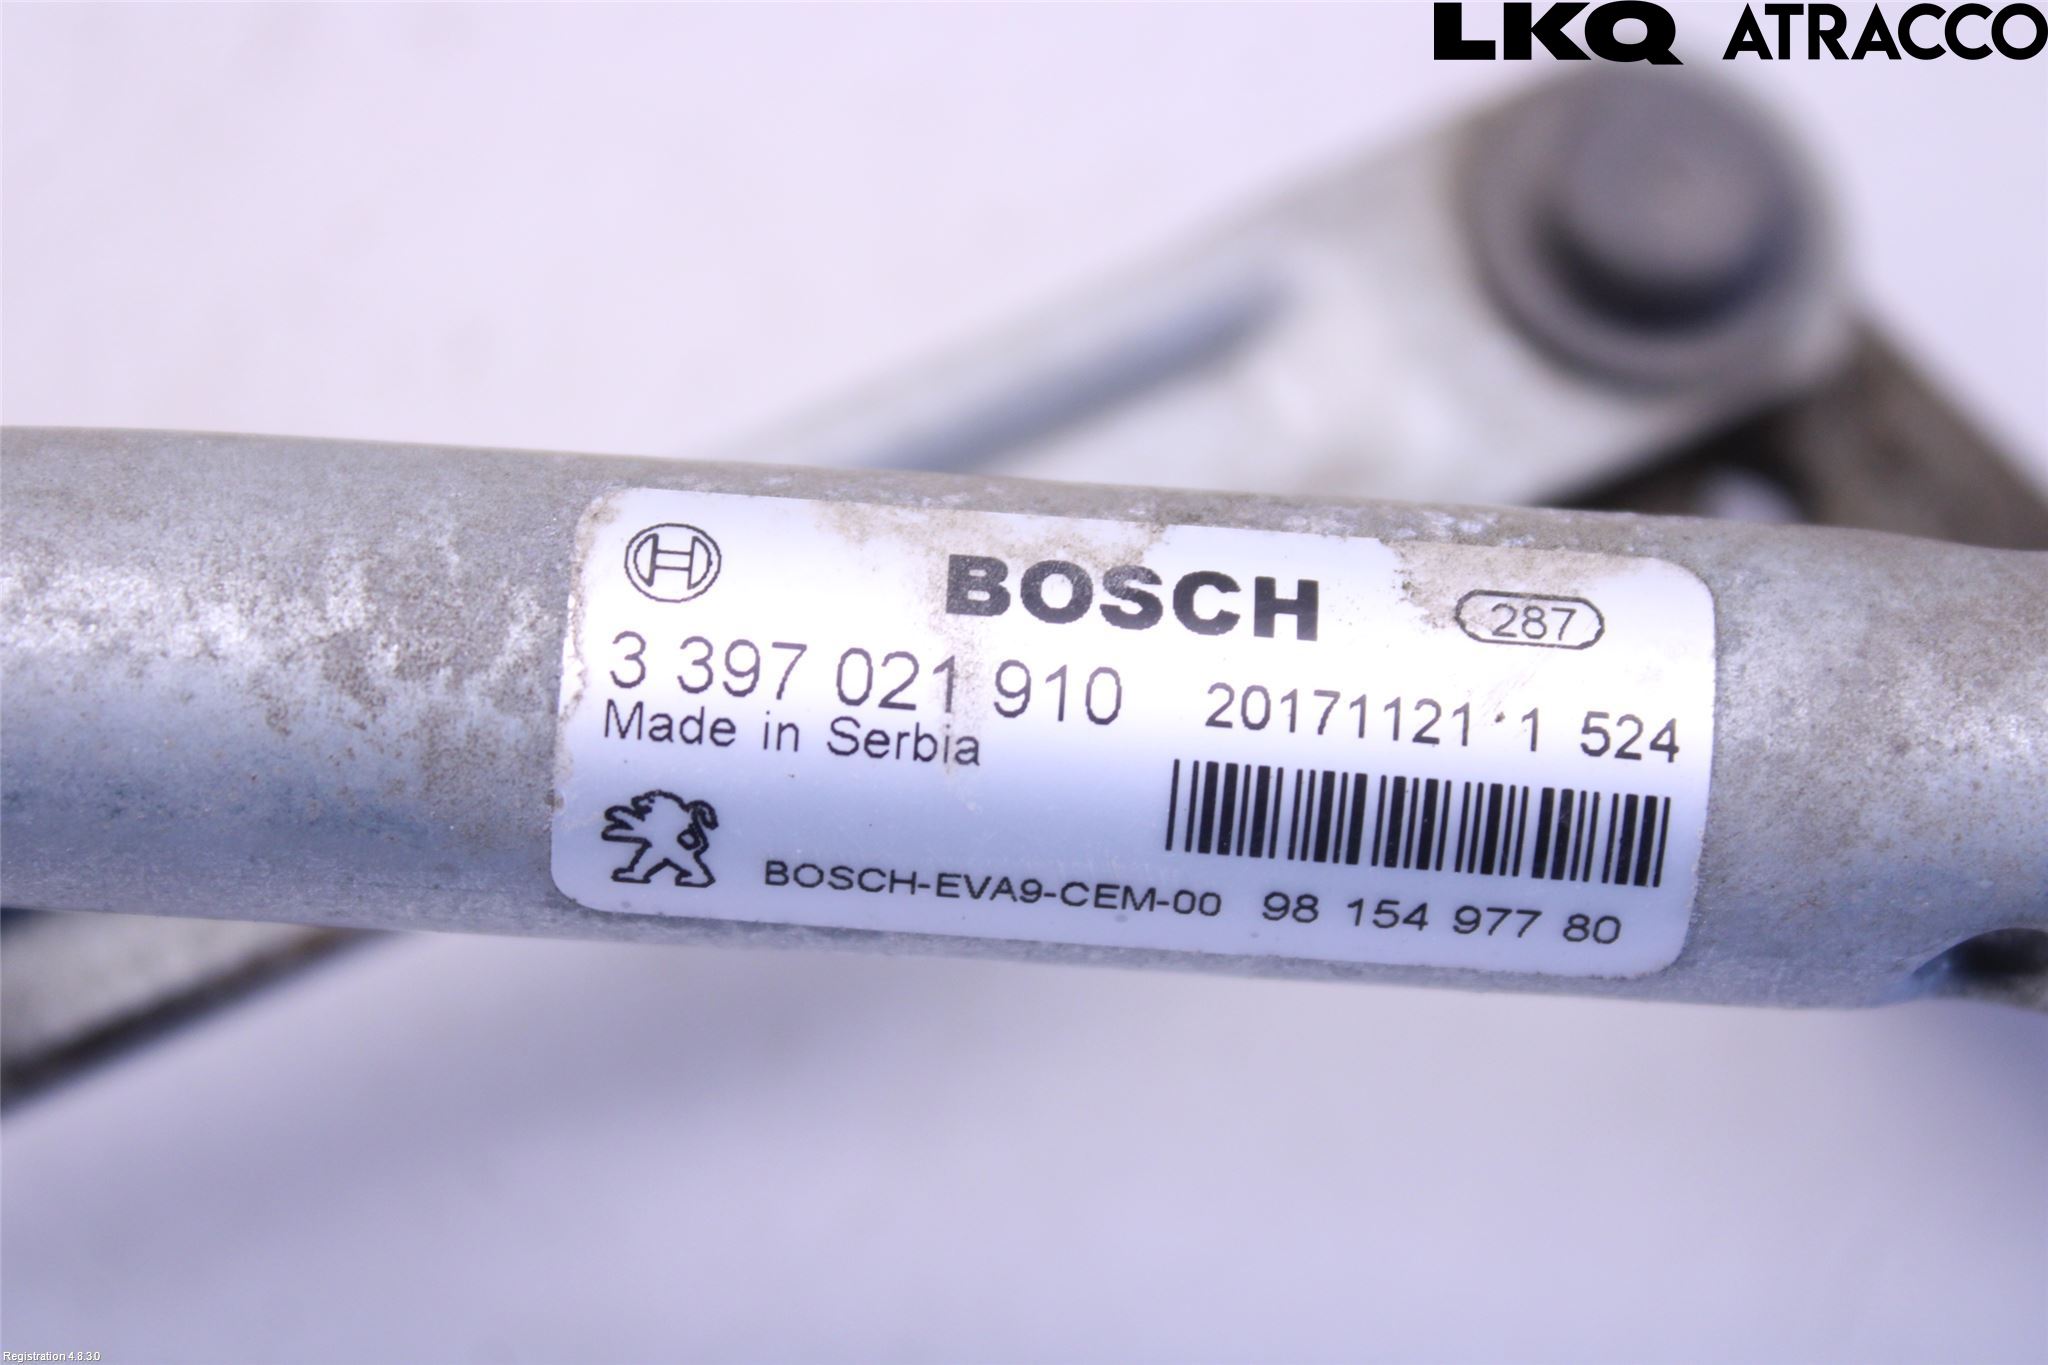 LKQ ATRACCO
BOSCH 287
3 397 021 910 20171121 1 524
Made in Serbia
BOSCH-EVA9-CEM-00 98 154 977 80
Registration 4.8.3.0